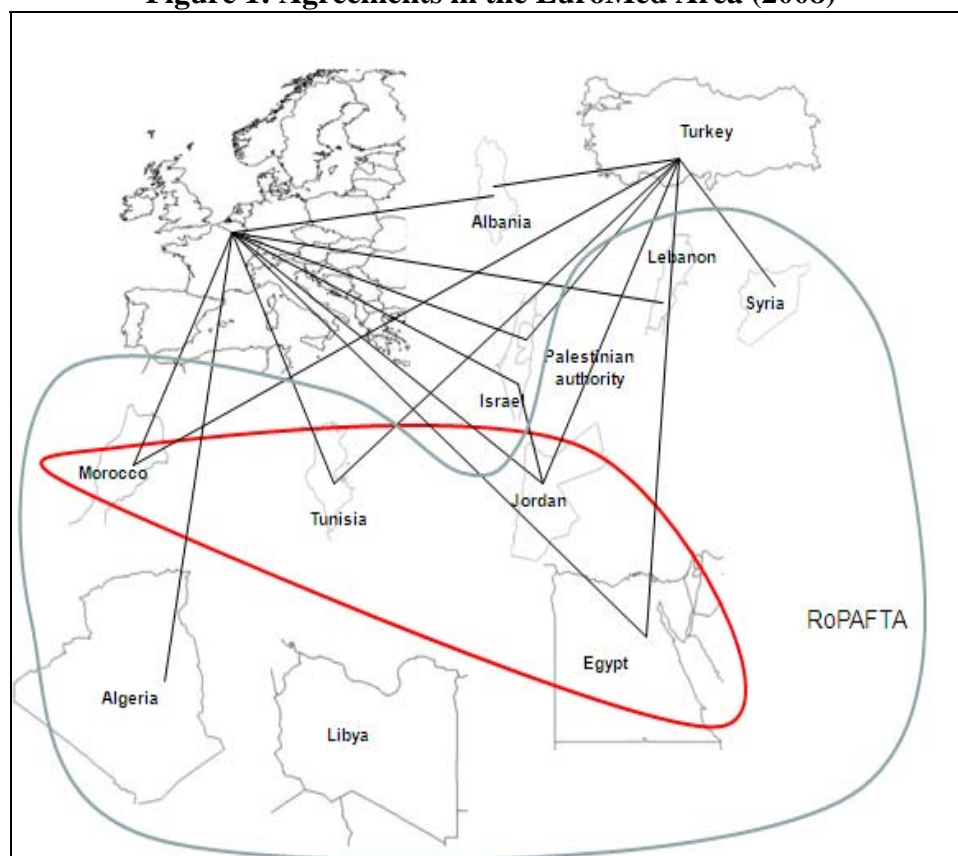 Figure 1: Agreements in the EuroMed Area (2008)
Turkey
Albania
Lebanon
Syria
Palestinian
authority
Israel
Morocco
Jordan
Tunisia
RoPAFTA
Egypt
Algeria
Libya